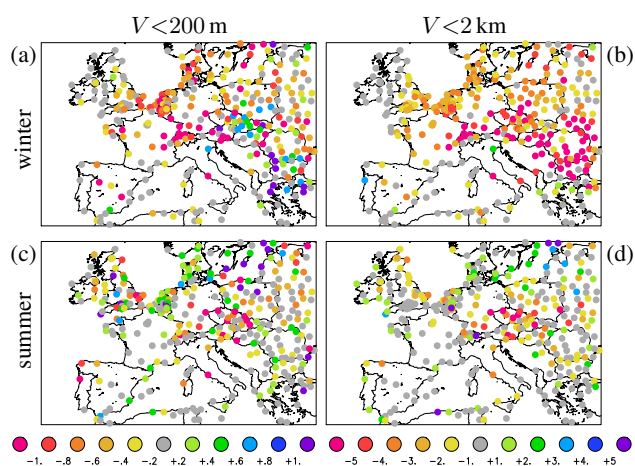 V<200 m V<2 km
(a) (b)
winter
(c) (d)
summer
-1. -.8 -.6 -.4 -.2 +.2 +.4 +.6 +.8 +1. -5 -4. -3. -2. -1. +1. +2. +3. +4. +5